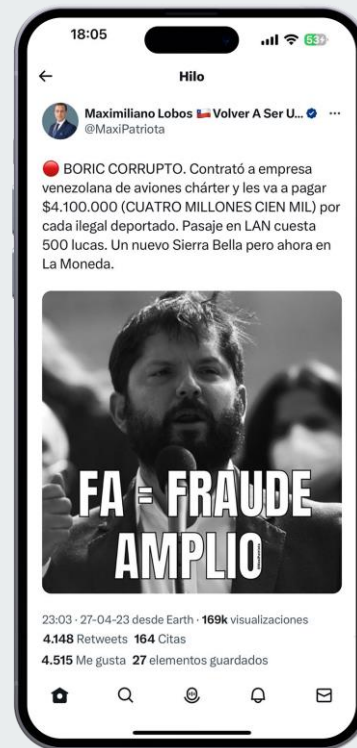 18:05
53
Hilo
Maximiliano Lobos 🇨🇱 Volver A Ser U...
@MaxiPatriota
🔴 BORIC CORRUPTO. Contrató a empresa
venezolana de aviones chárter y les va a pagar
$4.100.000 (CUATRO MILLONES CIEN MIL) por
cada ilegal deportado. Pasaje en LAN cuesta
500 lucas. Un nuevo Sierra Bella pero ahora en
La Moneda.
FA = FRAUDE
AMPLIO
23:03 · 27-04-23 desde Earth · 169k visualizaciones
4.148 Retweets 164 Citas
4.515 Me gusta 27 elementos guardados